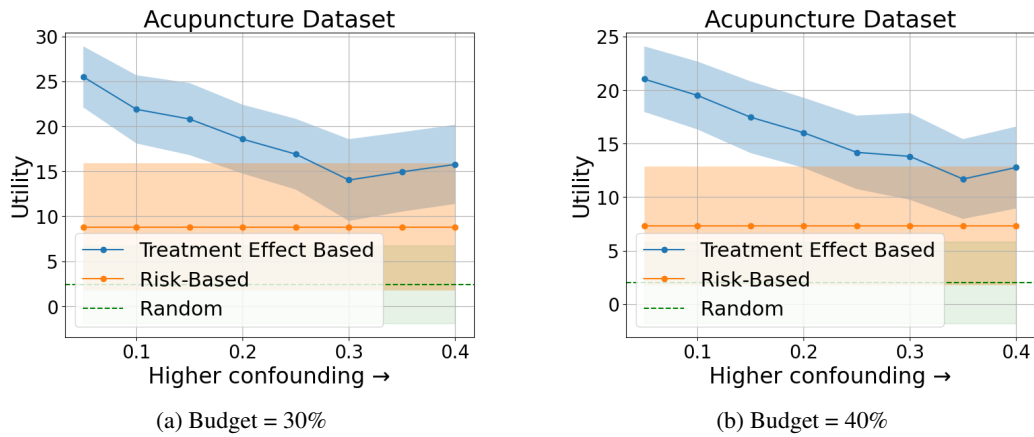 Acupuncture Dataset
30
25
20
15
10
5
0
Utility
Treatment Effect Based
Risk-Based
Random
0.1 0.2 0.3 0.4
Higher confounding →
(a) Budget = 30%
Acupuncture Dataset
25
20
15
10
5
0
Utility
Treatment Effect Based
Risk-Based
Random
0.1 0.2 0.3 0.4
Higher confounding →
(b) Budget = 40%